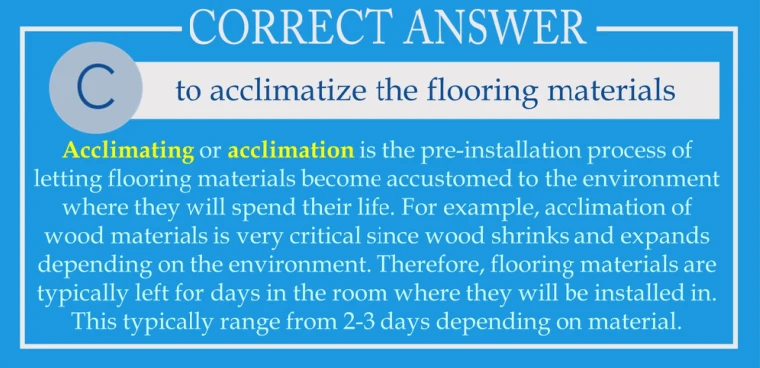 CORRECT ANSWER
C
to acclimatize the flooring materials
Acclimating or acclimation is the pre-installation process of
letting flooring materials become accustomed to the environment
where they will spend their life. For example, acclimation of
wood materials is very critical since wood shrinks and expands
depending on the environment. Therefore, flooring materials are
typically left for days in the room where they will be installed in.
This typically range from 2-3 days depending on material.